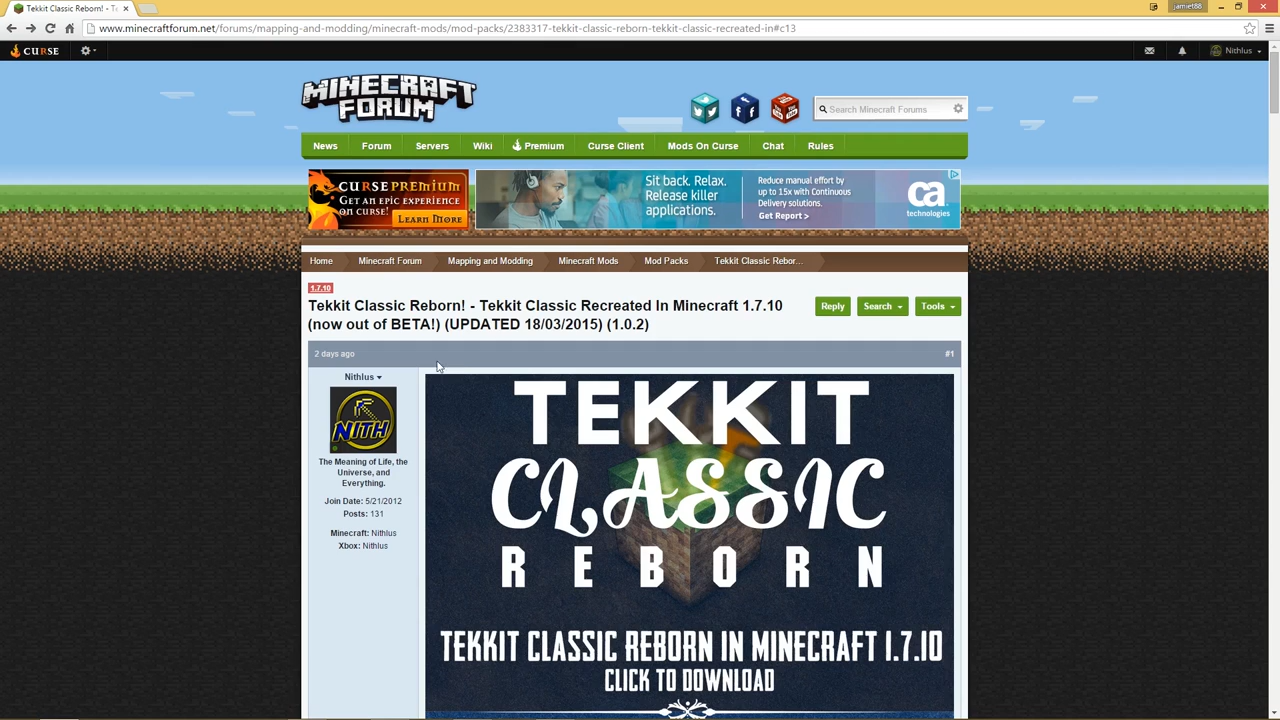 Tekkit Classic Reborn! - T
jamiet88
www.minecraftforum.net/forums/mapping-and-modding/minecraft-mods/mod-packs/2383317-tekkit-classic-reborn-tekkit-classic-recreated-in#c13
CURSE
Nithlus
MINECRAFT
FORUM
Search Minecraft Forums
News Forum Servers Wiki Premium Curse Client Mods On Curse Chat Rules
CURSE PREMIUM
GET AN EPIC EXPERIENCE
ON CURSE!
LEARN MORE
Sit back. Relax.
Release killer
applications.
Reduce manual effort by
up to 15x with Continuous
Delivery solutions.
Get Report >
ca
technologies
Home Minecraft Forum Mapping and Modding Minecraft Mods Mod Packs Tekkit Classic Rebor...
1.7.10
Tekkit Classic Reborn! - Tekkit Classic Recreated In Minecraft 1.7.10
(now out of BETA!) (UPDATED 18/03/2015) (1.0.2)
Reply Search Tools
2 days ago #1
Nithlus
NITH
The Meaning of Life, the
Universe, and
Everything.
Join Date: 5/21/2012
Posts: 131
Minecraft: Nithlus
Xbox: Nithlus
TEKKIT
CLASSIC
REBORN
TEKKIT CLASSIC REBORN IN MINECRAFT 1.7.10
CLICK TO DOWNLOAD